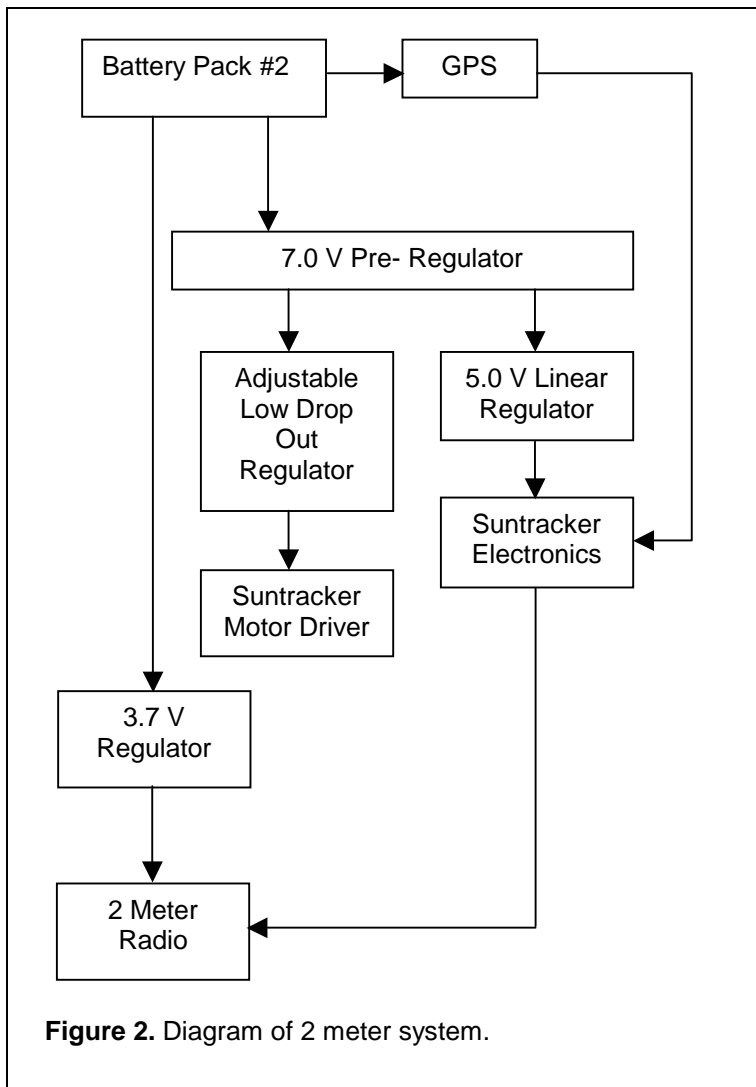 Battery Pack #2
GPS
7.0 V Pre- Regulator
Adjustable
Low Drop
Out
Regulator
5.0 V Linear
Regulator
Suntracker
Electronics
Suntracker
Motor Driver
3.7 V
Regulator
2 Meter
Radio
Figure 2. Diagram of 2 meter system.